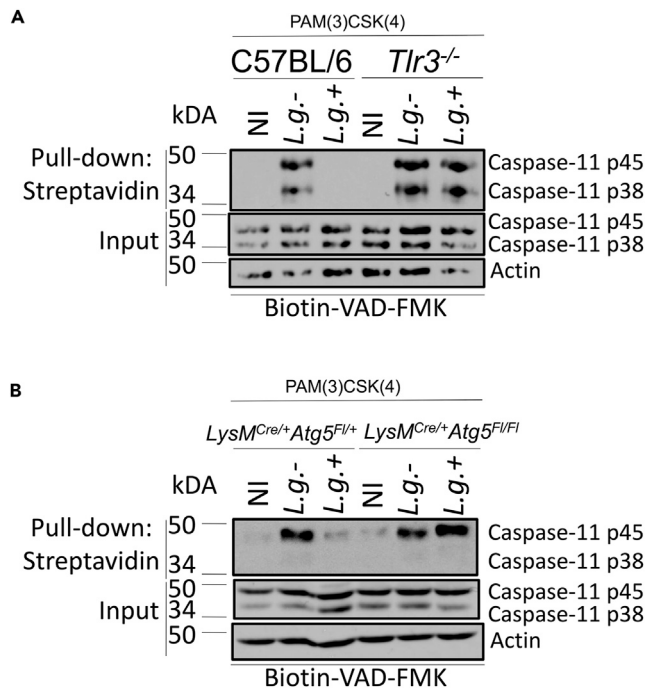 A
PAM(3)CSK(4)
C57BL/6 Tlr3-/-
kDA NI L.g.- L.g.+ NI L.g.- L.g.+
Pull-down: 50 Caspase-11 p45
Streptavidin 34 Caspase-11 p38
50 Caspase-11 p45
Input 34 Caspase-11 p38
50 Actin
Biotin-VAD-FMK
B
PAM(3)CSK(4)
LysMCre/+Atg5Fl/+ LysMCre/+Atg5Fl/Fl
kDA NI L.g.- L.g.+ NI L.g.- L.g.+
Pull-down: 50 Caspase-11 p45
Streptavidin 34 Caspase-11 p38
50 Caspase-11 p45
Input 34 Caspase-11 p38
50 Actin
Biotin-VAD-FMK